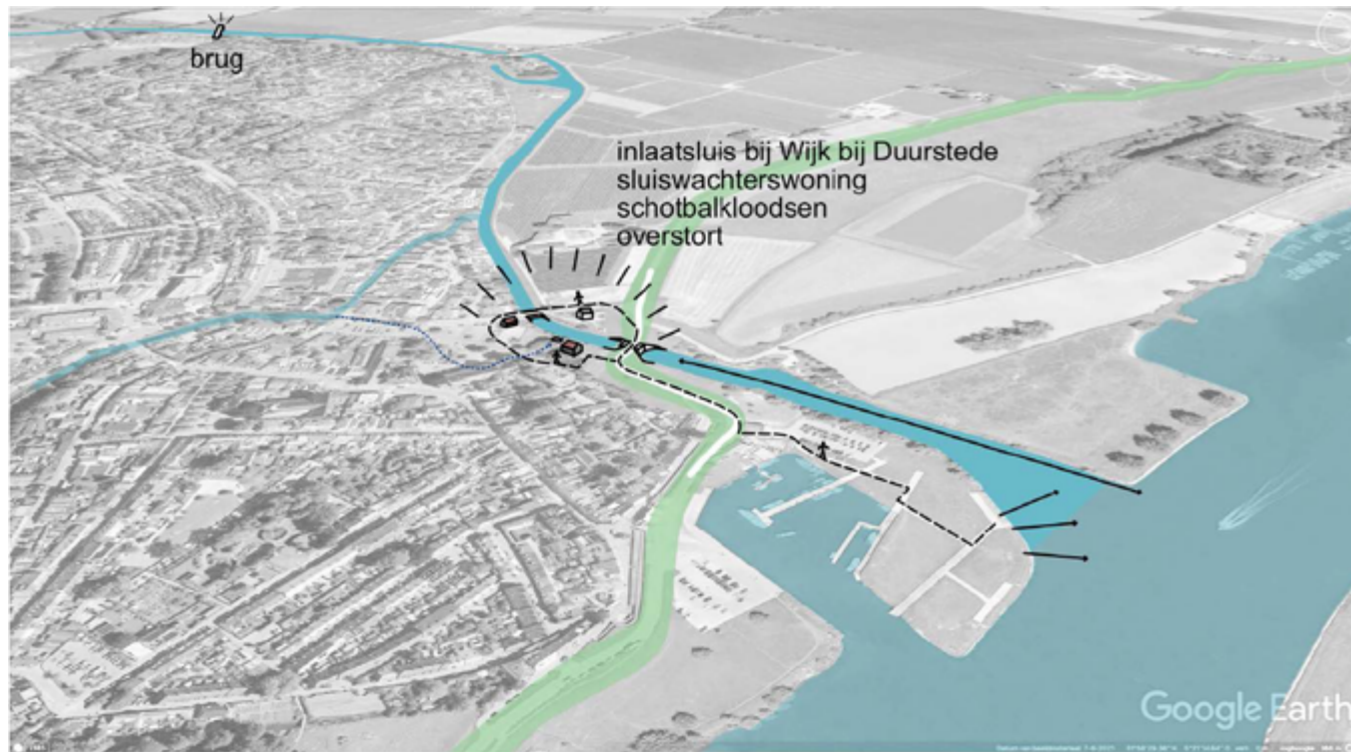 brug
inlaatsluis bij Wijk bij Duurstede
sluiswachterswoning
schotbalkloodsen
overstort
Google Earth